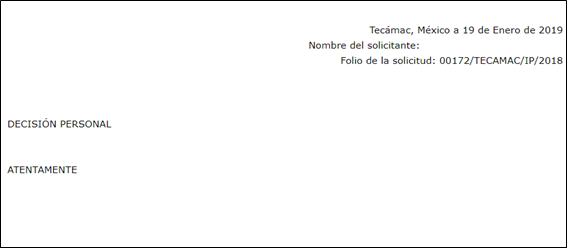 Tecámac, México a 19 de Enero de 2019
Nombre del solicitante:
Folio de la solicitud: 00172/TECAMAC/IP/2018
DECISIÓN PERSONAL
ATENTAMENTE